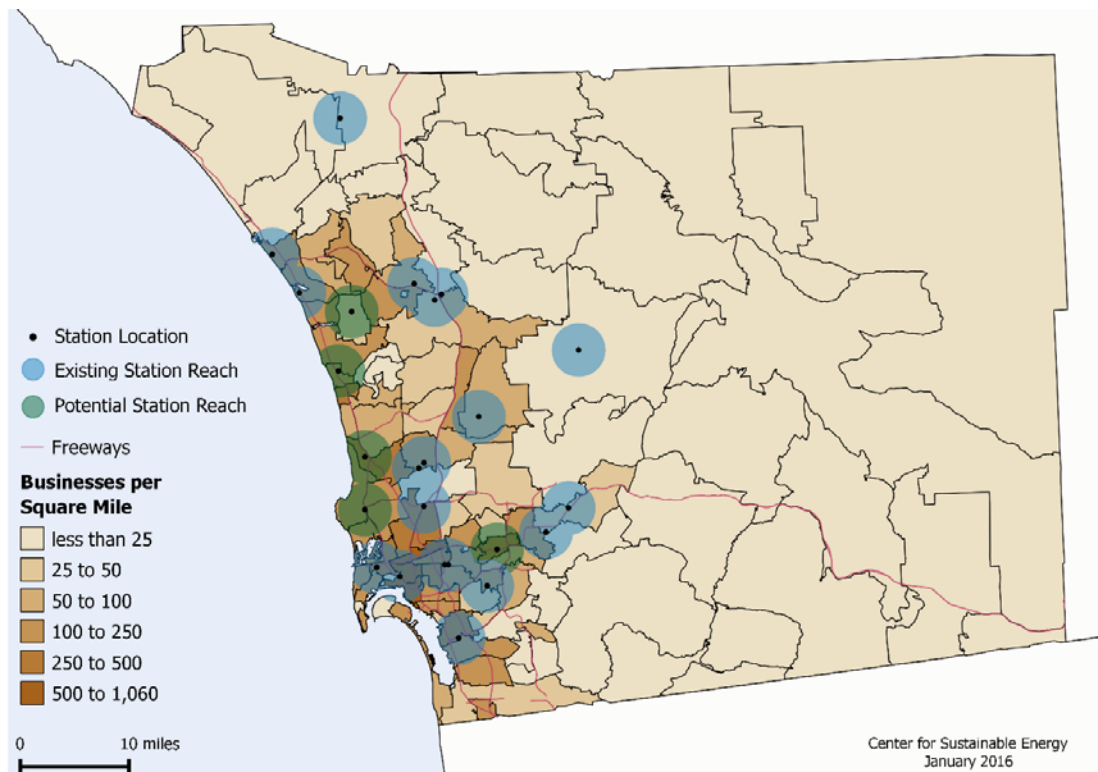 Station Location
Existing Station Reach
Potential Station Reach
Freeways
Businesses per
Square Mile
less than 25
25 to 50
50 to 100
100 to 250
250 to 500
500 to 1,060
0 10 miles
Center for Sustainable Energy
January 2016